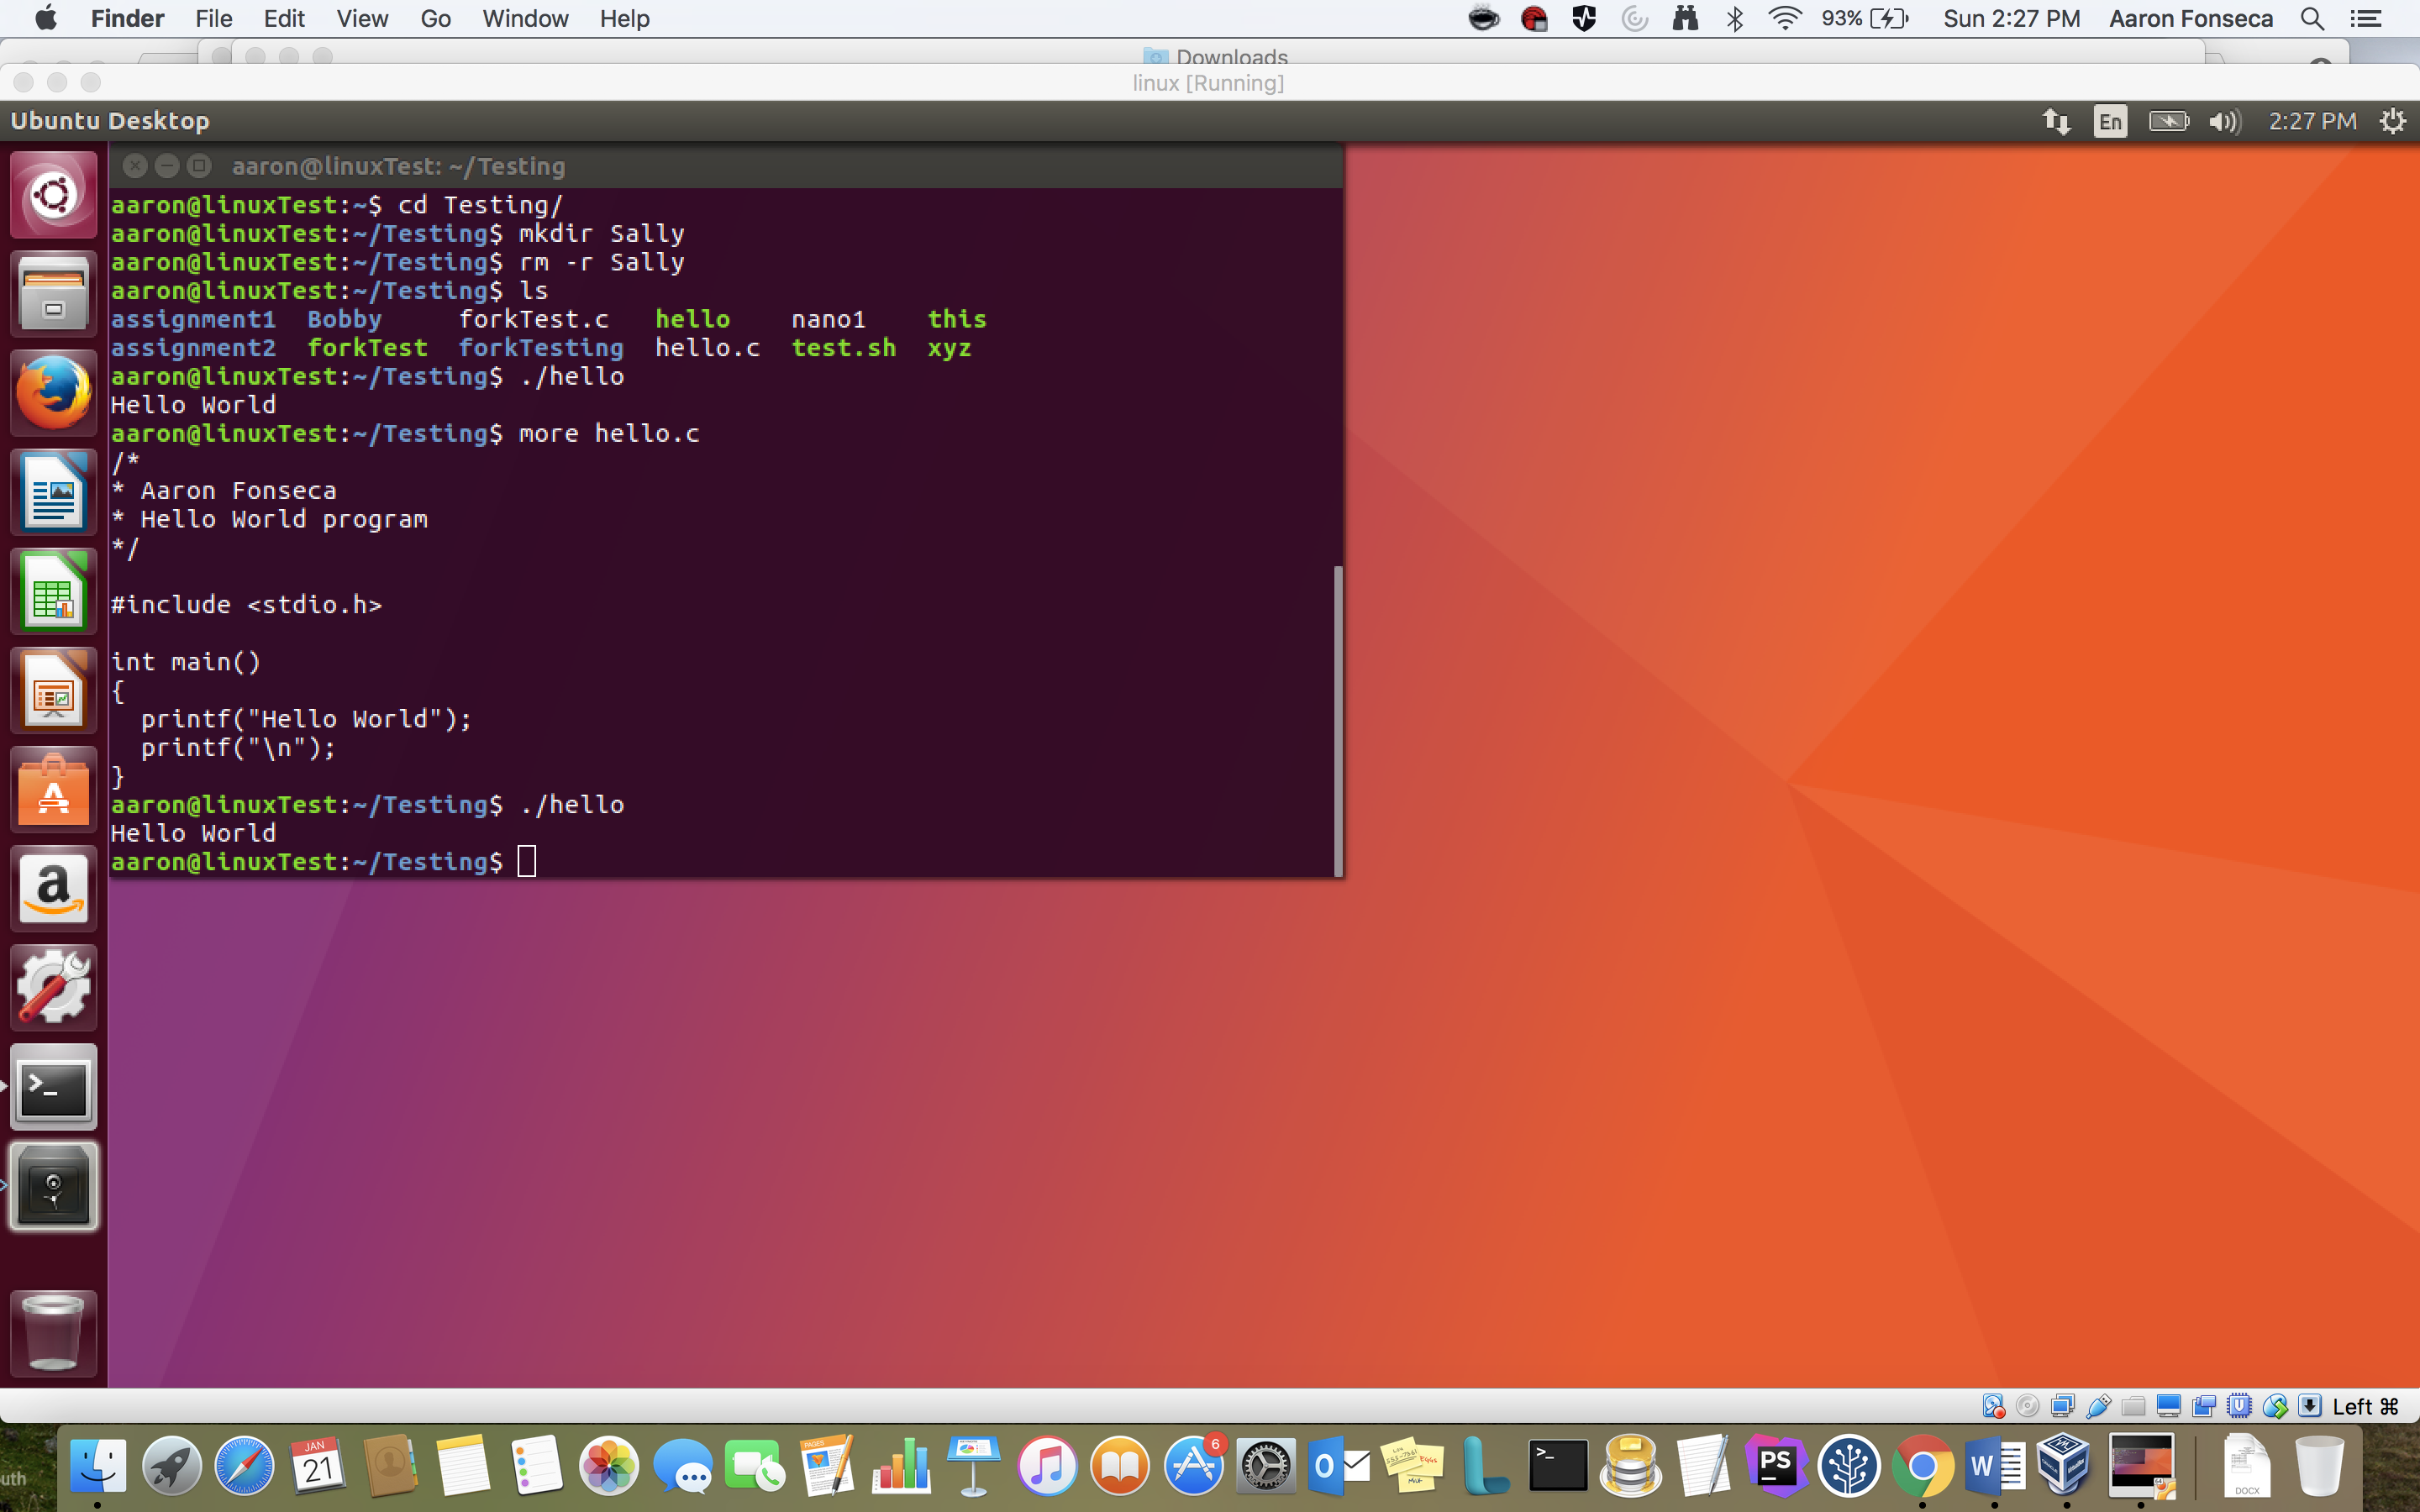 Finder File Edit View Go Window Help 93% Sun 2:27 PM Aaron Fonseca
Downloads
linux [Running]
Ubuntu Desktop En 2:27 PM
aaron@linuxTest: ~/Testing
aaron@linuxTest:~$ cd Testing/
aaron@linuxTest:~/Testing$ mkdir Sally
aaron@linuxTest:~/Testing$ rm -r Sally
aaron@linuxTest:~/Testing$ ls
assignment1 Bobby forkTest.c hello nano1 this
assignment2 forkTest forkTesting hello.c test.sh xyz
aaron@linuxTest:~/Testing$ ./hello
Hello World
aaron@linuxTest:~/Testing$ more hello.c
/*
* Aaron Fonseca
* Hello World program
*/
#include <stdio.h>
int main()
{
printf("Hello World");
printf("\n");
}
aaron@linuxTest:~/Testing$ ./hello
Hello World
aaron@linuxTest:~/Testing$
Left ⌘
JAN
21
PAGES
6
PS
W
DOCX
uth